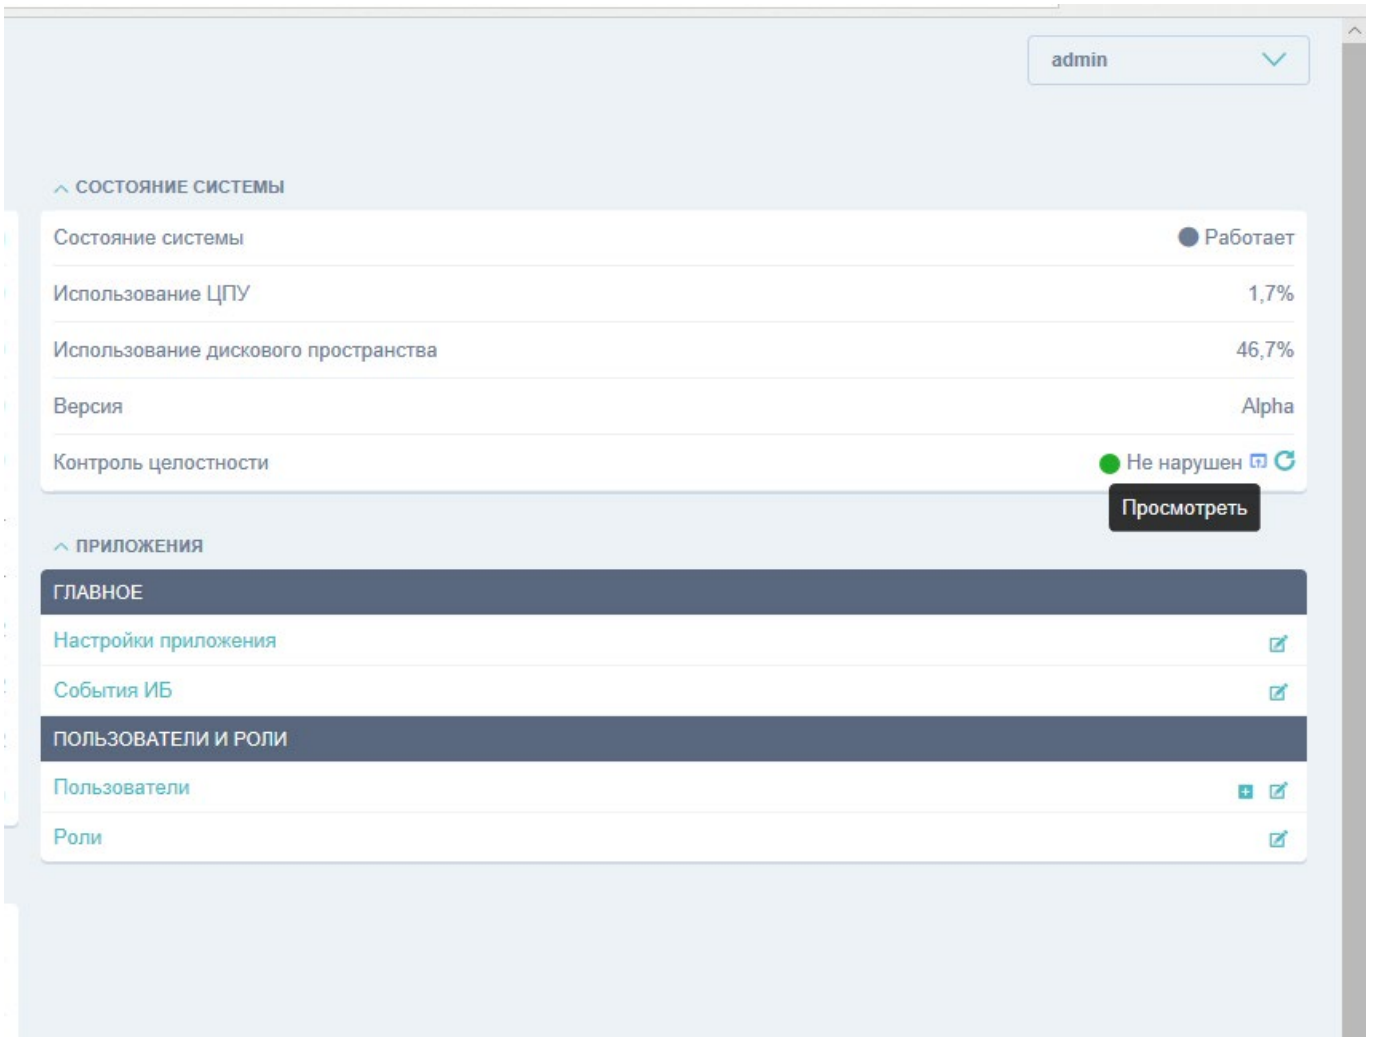 admin
СОСТОЯНИЕ СИСТЕМЫ
Состояние системы Работает
Использование ЦПУ 1,7%
Использование дискового пространства 46,7%
Версия Alpha
Контроль целостности Не нарушен
Просмотреть
ПРИЛОЖЕНИЯ
ГЛАВНОЕ
Настройки приложения
События ИБ
ПОЛЬЗОВАТЕЛИ И РОЛИ
Пользователи
Роли